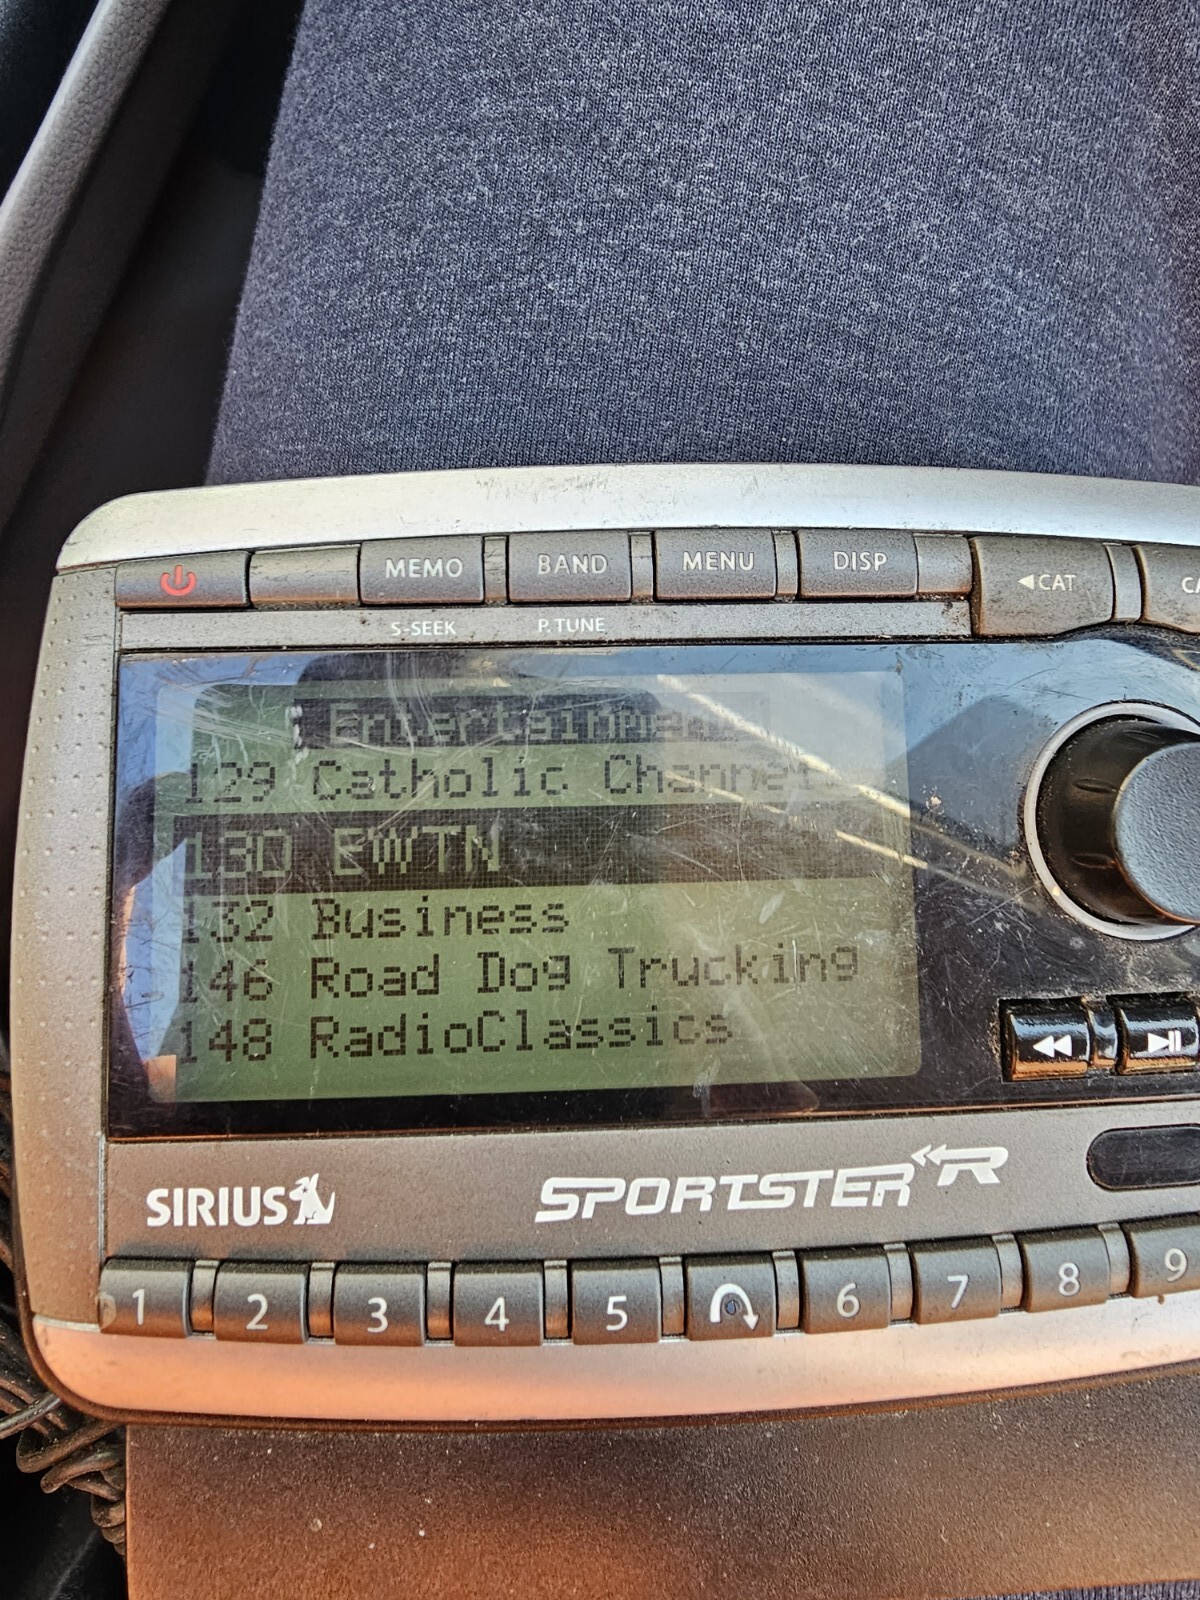 MEMO BAND MENU DISP ◄CAT
S-SEEK P.TUNE
Entertainment
129 Catholic Channel
130 EWTN
132 Business
146 Road Dog Trucking
148 RadioClassics
SIRIUS SPORTSTER R
1 2 3 4 5 6 7 8 9